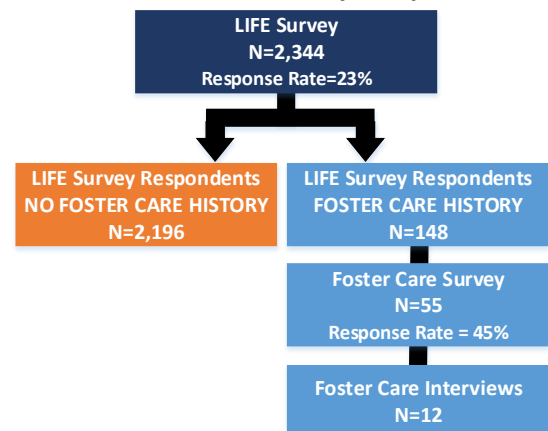 LIFE Survey
N=2,344
Response Rate=23%
LIFE Survey Respondents
NO FOSTER CARE HISTORY
N=2,196
LIFE Survey Respondents
FOSTER CARE HISTORY
N=148
Foster Care Survey
N=55
Response Rate = 45%
Foster Care Interviews
N=12